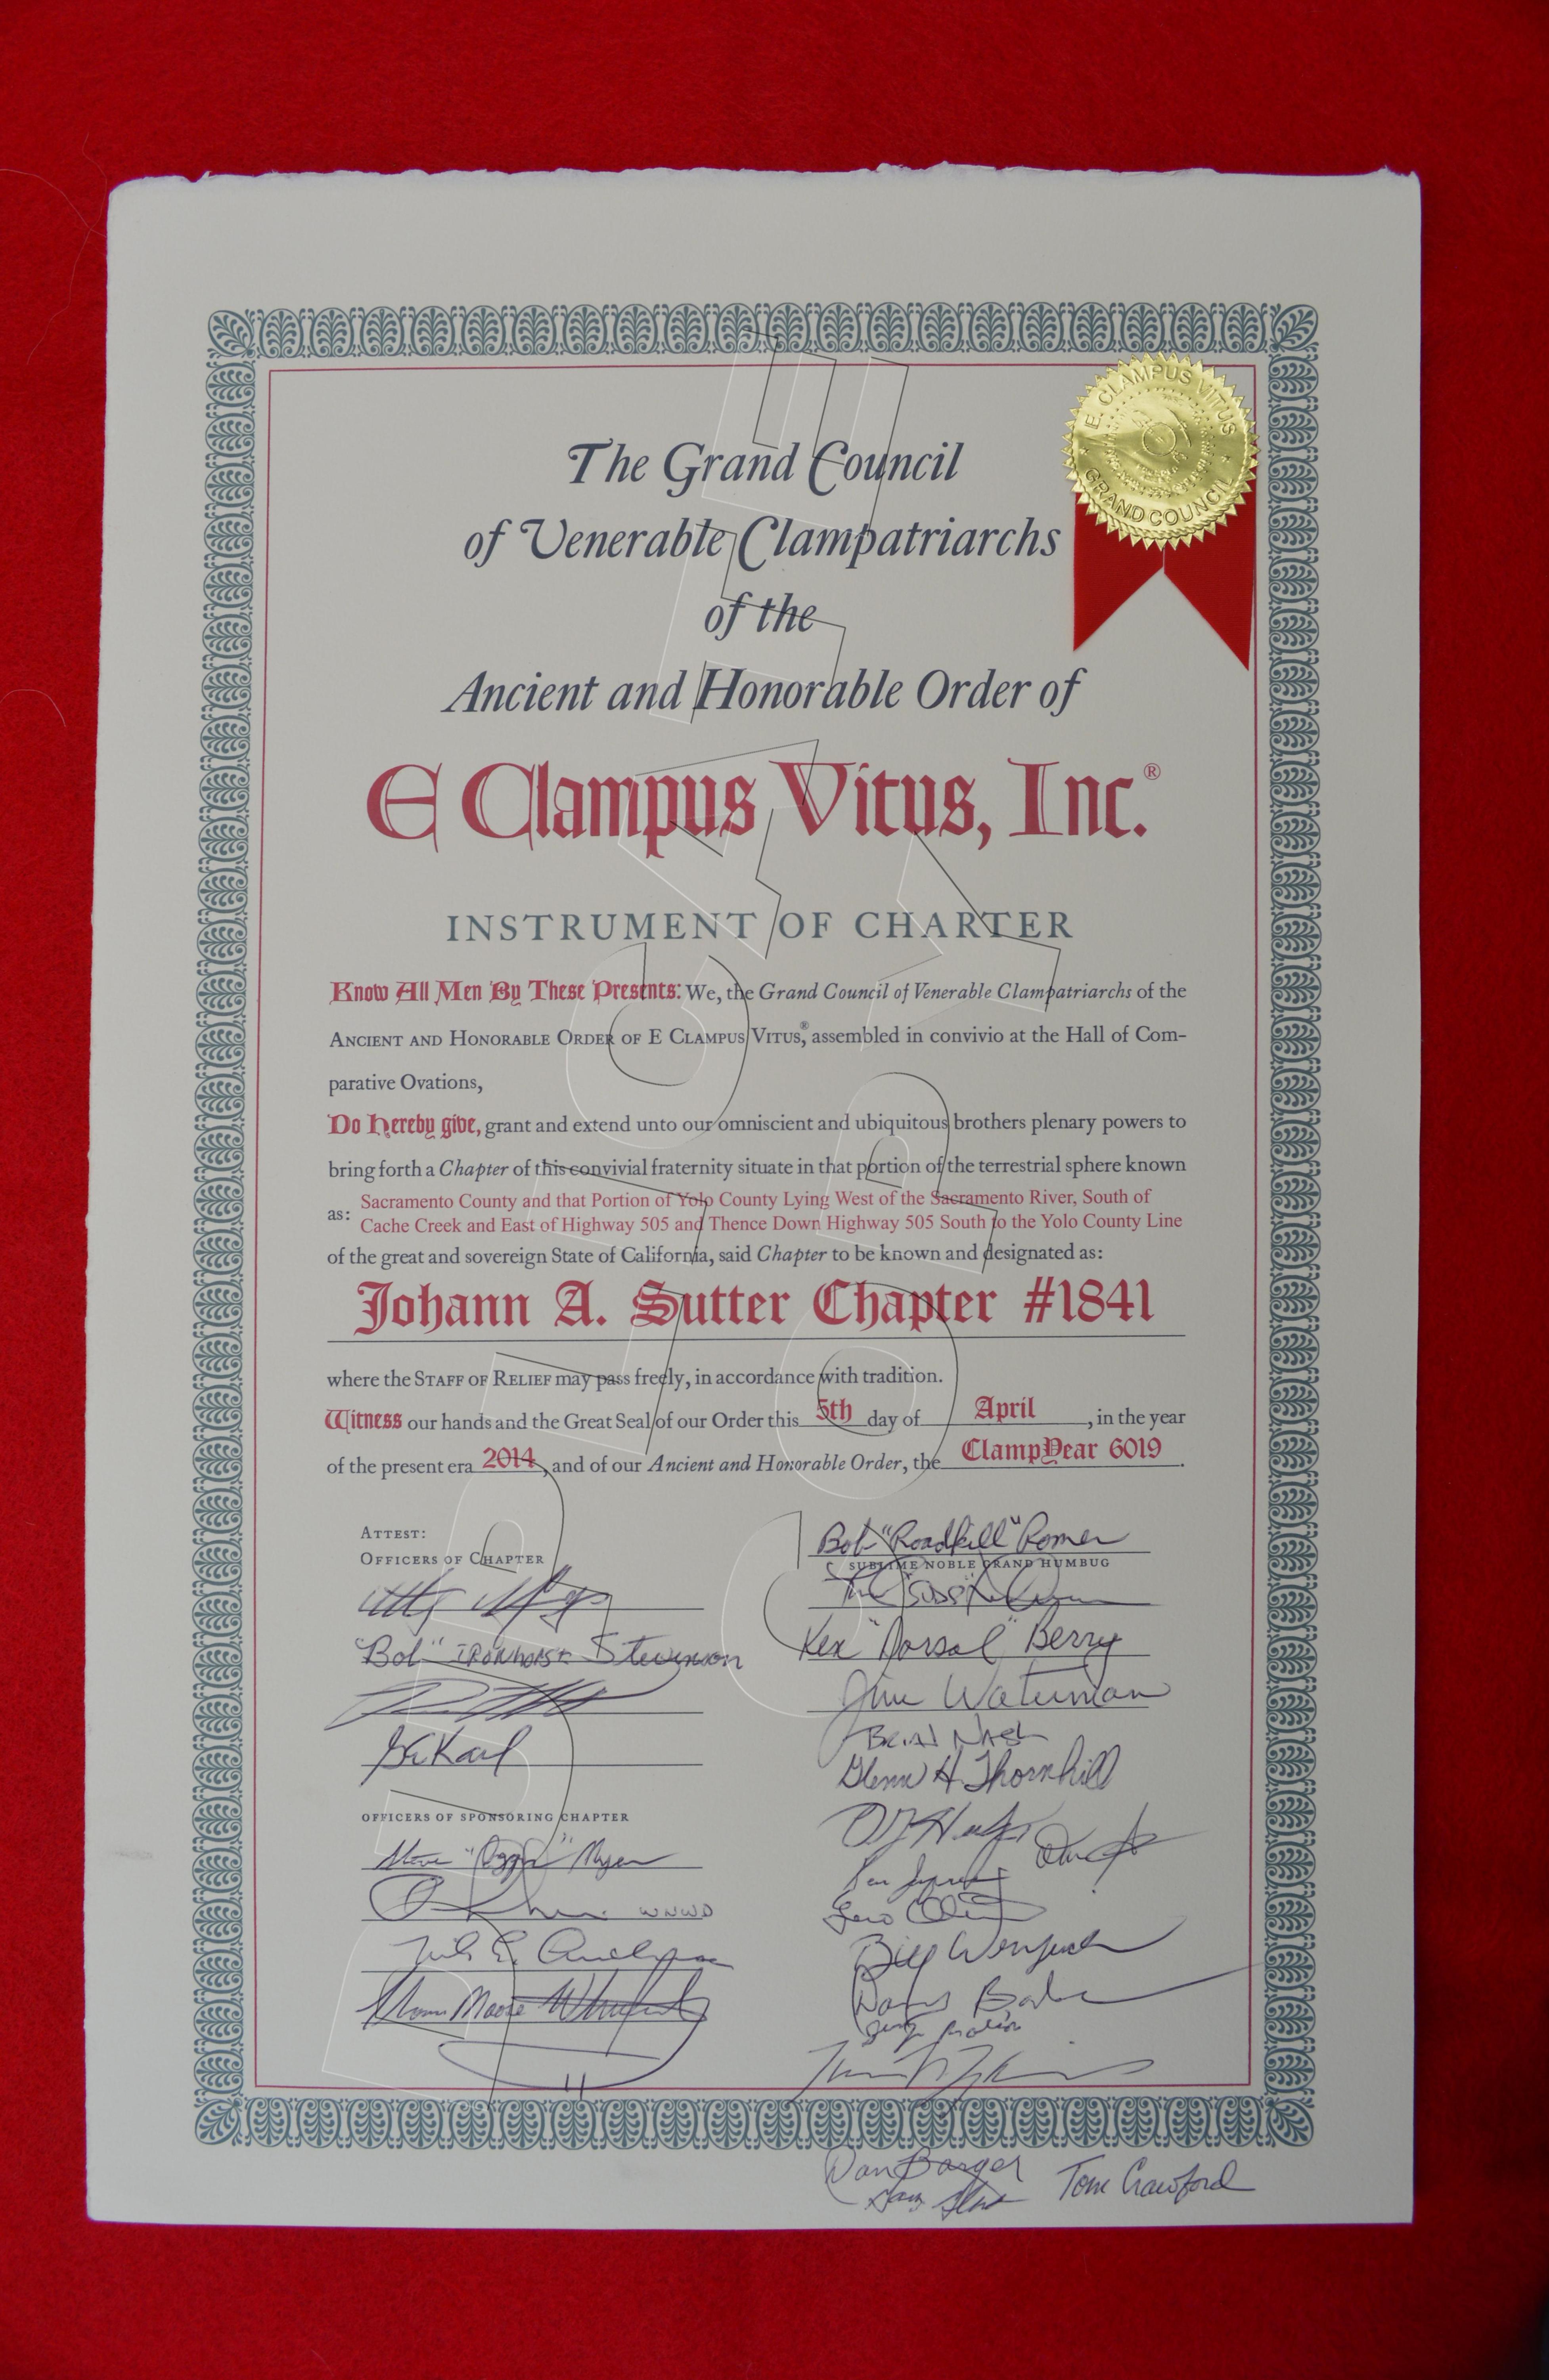 The Grand Council
of Venerable Clampatriarchs
of the
Ancient and Honorable Order of
E Clampus Vitus, Inc.®
E CLAMPUS VITUS
GRAND COUNCIL
INSTRUMENT OF CHARTER
Know All Men By These Presents: We, the Grand Council of Venerable Clampatriarchs of the
Ancient and Honorable Order of E Clampus Vitus,® assembled in convivio at the Hall of Com-
parative Ovations,
Do Hereby give, grant and extend unto our omniscient and ubiquitous brothers plenary powers to
bring forth a Chapter of this convivial fraternity situate in that portion of the terrestrial sphere known
as: Sacramento County and that Portion of Yolo County Lying West of the Sacramento River, South of
Cache Creek and East of Highway 505 and Thence Down Highway 505 South to the Yolo County Line
of the great and sovereign State of California, said Chapter to be known and designated as:
Johann A. Sutter Chapter #1841
where the Staff of Relief may pass freely, in accordance with tradition.
Witness our hands and the Great Seal of our Order this 5th day of April, in the year
of the present era 2014, and of our Ancient and Honorable Order, the ClampYear 6019.
Attest:
Officers of Chapter
"Bob" IRONHORSE Stevenson
GEKarl
OFFICERS OF SPONSORING CHAPTER
WNWD
Bob "Roadkill" Romer
SUBLIME NOBLE GRAND HUMBUG
Ken "Dorsal" Berry
Jim Waterman
Brian Nash
Glenn H. Thornhill
Bill
Dan Barger
Tom Crawford